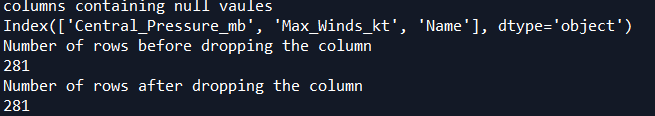 columns containing null vaules
Index(['Central_Pressure_mb', 'Max_Winds_kt', 'Name'], dtype='object')
Number of rows before dropping the column
281
Number of rows after dropping the column
281